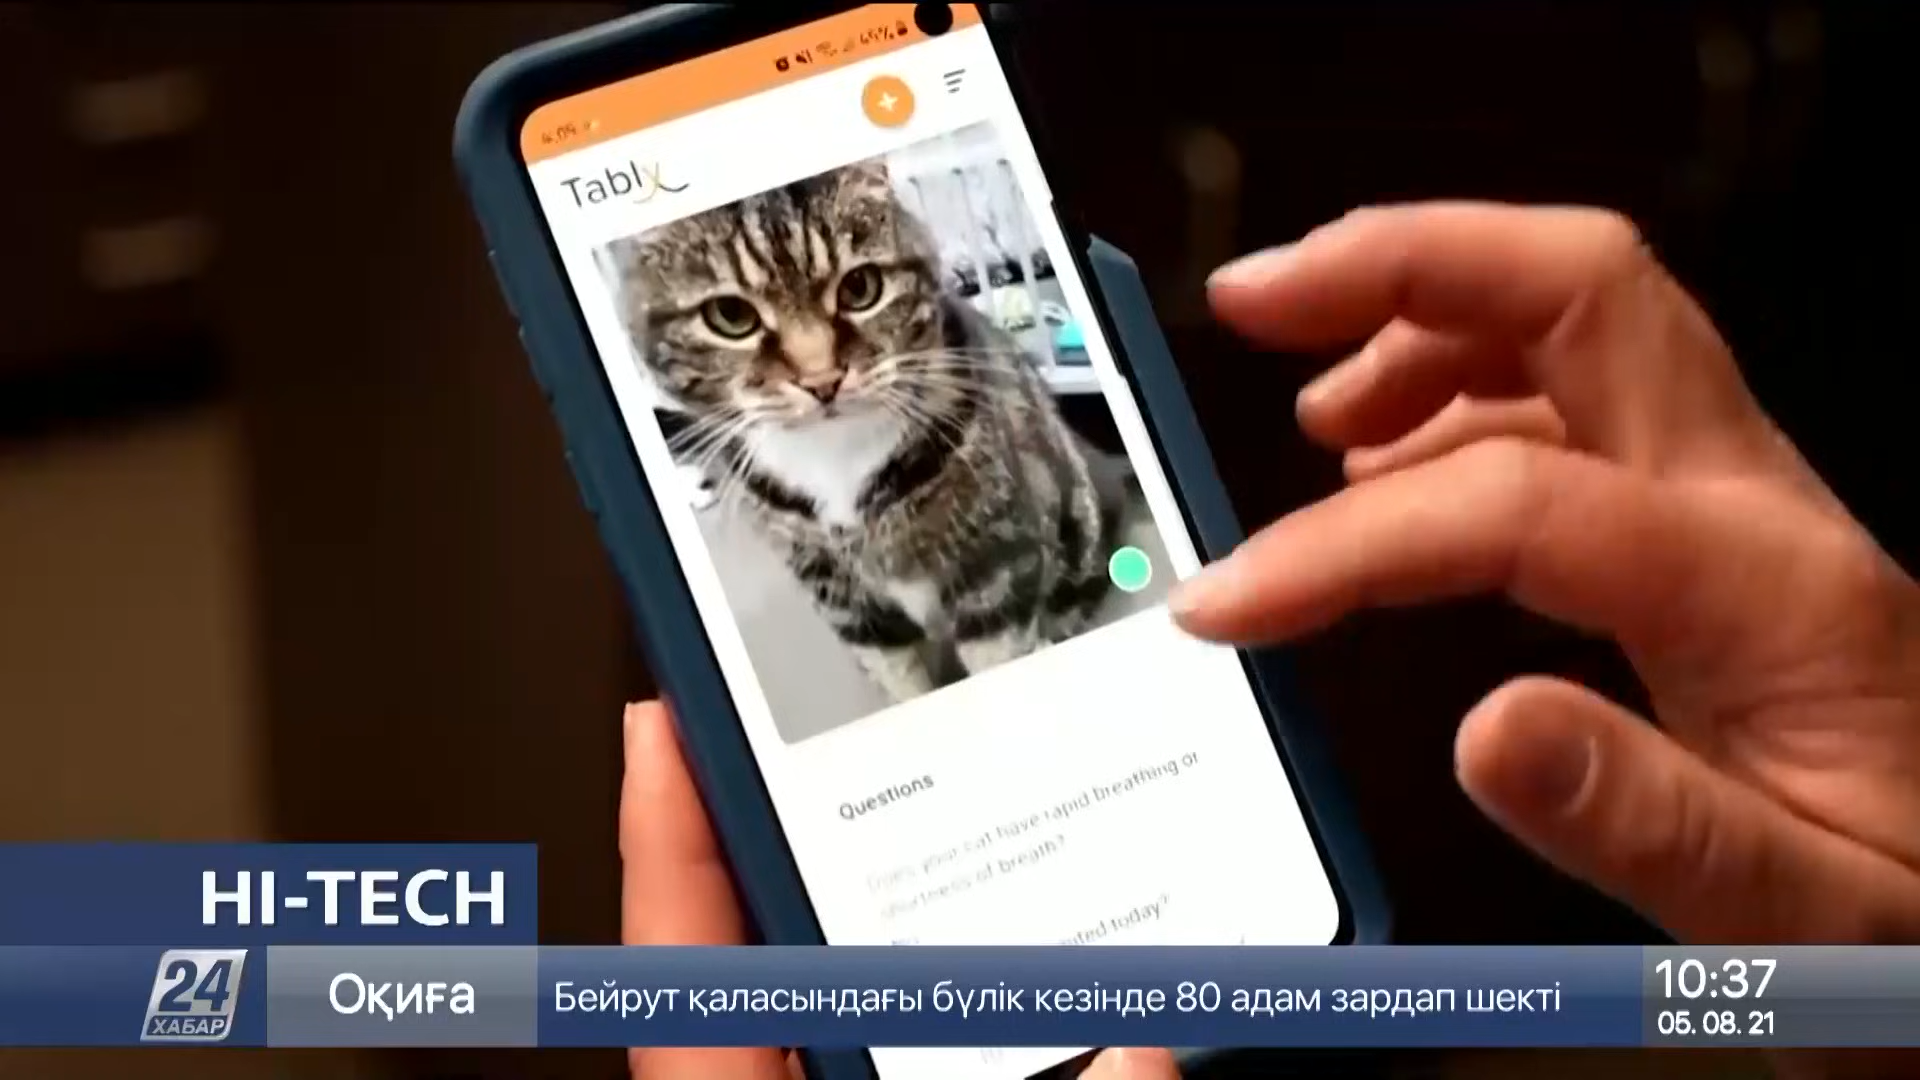 45%
Tably
Questions
Does your cat have rapid breathing or
shortness of breath?
today?
HI-TECH
24
ХАБАР
Оқиға
Бейрут қаласындағы бүлік кезінде 80 адам зардап шекті
10:37
05. 08. 21